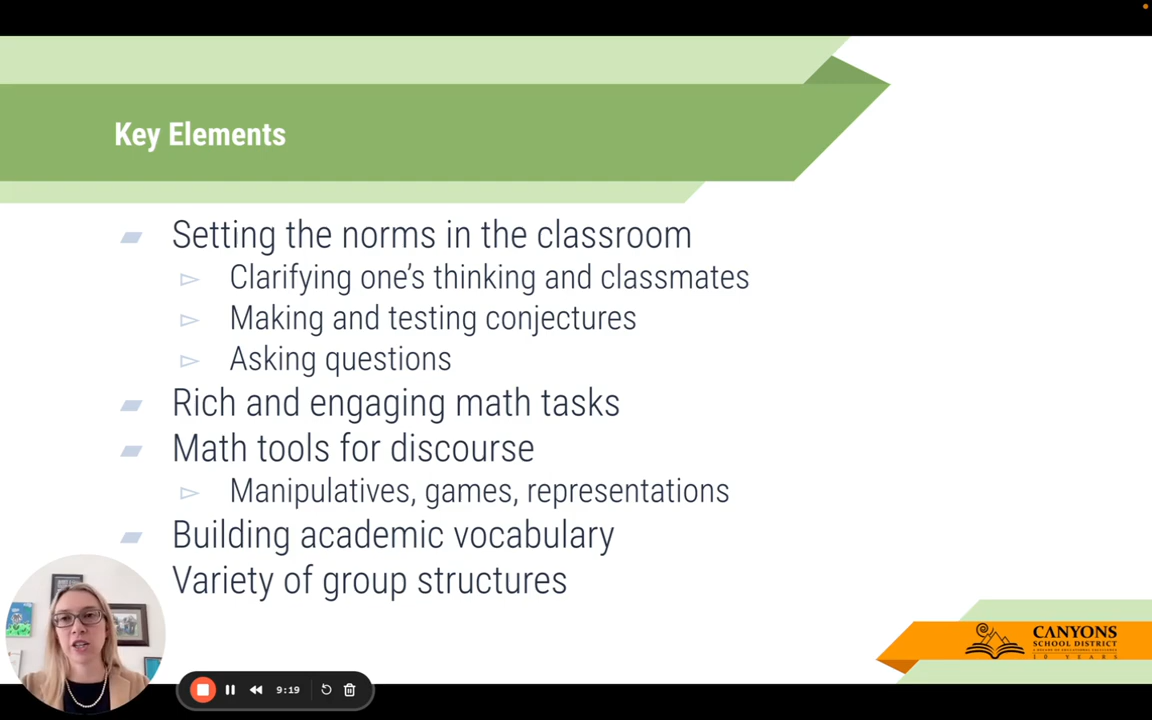 Key Elements
Setting the norms in the classroom
Clarifying one's thinking and classmates
Making and testing conjectures
Asking questions
Rich and engaging math tasks
Math tools for discourse
Manipulatives, games, representations
Building academic vocabulary
Variety of group structures
CANYONS
SCHOOL DISTRICT
10 YEARS
9:19